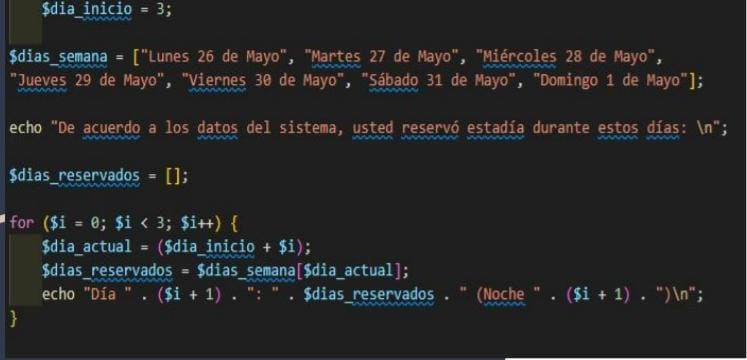 $dia_inicio = 3;
$dias_semana = ["Lunes 26 de Mayo", "Martes 27 de Mayo", "Miércoles 28 de Mayo",
"Jueves 29 de Mayo", "Viernes 30 de Mayo", "Sábado 31 de Mayo", "Domingo 1 de Mayo"];
echo "De acuerdo a los datos del sistema, usted reservó estadía durante estos días: \n";
$dias_reservados = [];
for ($i = 0; $i < 3; $i++) {
$dia_actual = ($dia_inicio + $i);
$dias_reservados = $dias_semana[$dia_actual];
echo "Día " . ($i + 1) . ": " . $dias_reservados . " (Noche " . ($i + 1) . ")\n";
}